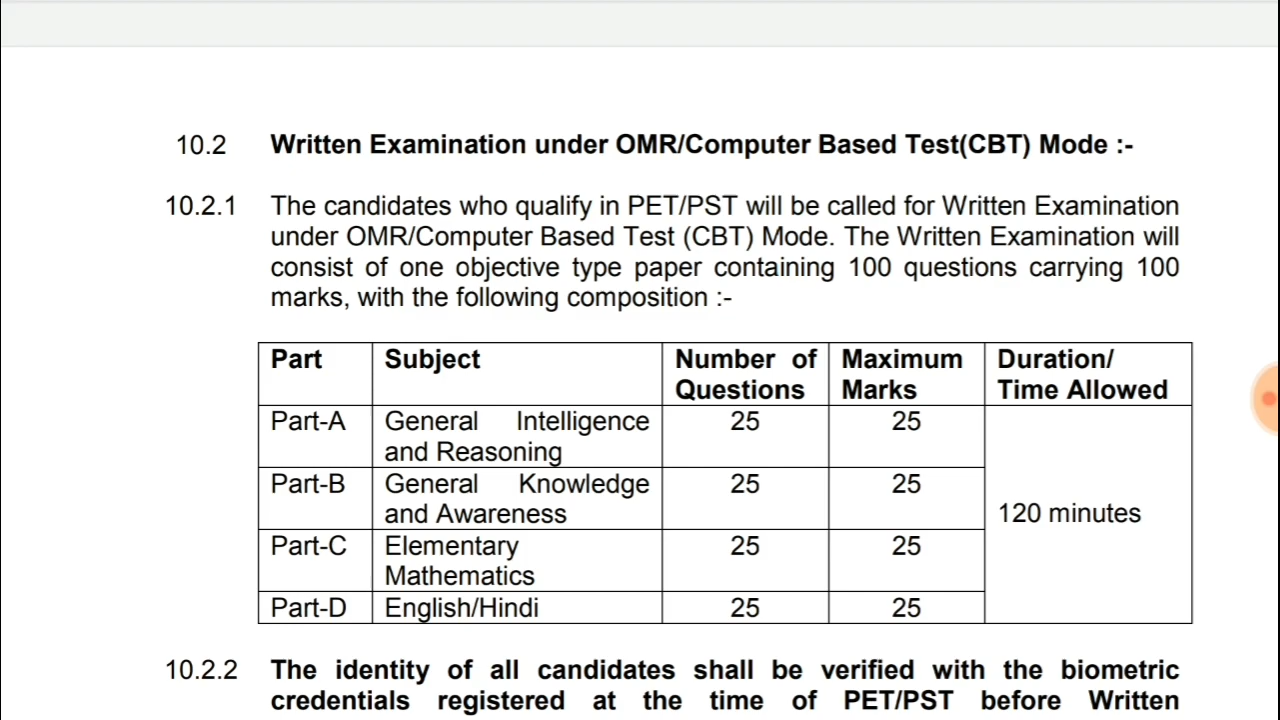 10.2 Written Examination under OMR/Computer Based Test(CBT) Mode :-
10.2.1 The candidates who qualify in PET/PST will be called for Written Examination
under OMR/Computer Based Test (CBT) Mode. The Written Examination will
consist of one objective type paper containing 100 questions carrying 100
marks, with the following composition :-
Part Subject Number of Maximum Duration/
Questions Marks Time Allowed
Part-A General Intelligence 25 25
and Reasoning
Part-B General Knowledge 25 25
and Awareness 120 minutes
Part-C Elementary 25 25
Mathematics
Part-D English/Hindi 25 25
10.2.2 The identity of all candidates shall be verified with the biometric
credentials registered at the time of PET/PST before Written